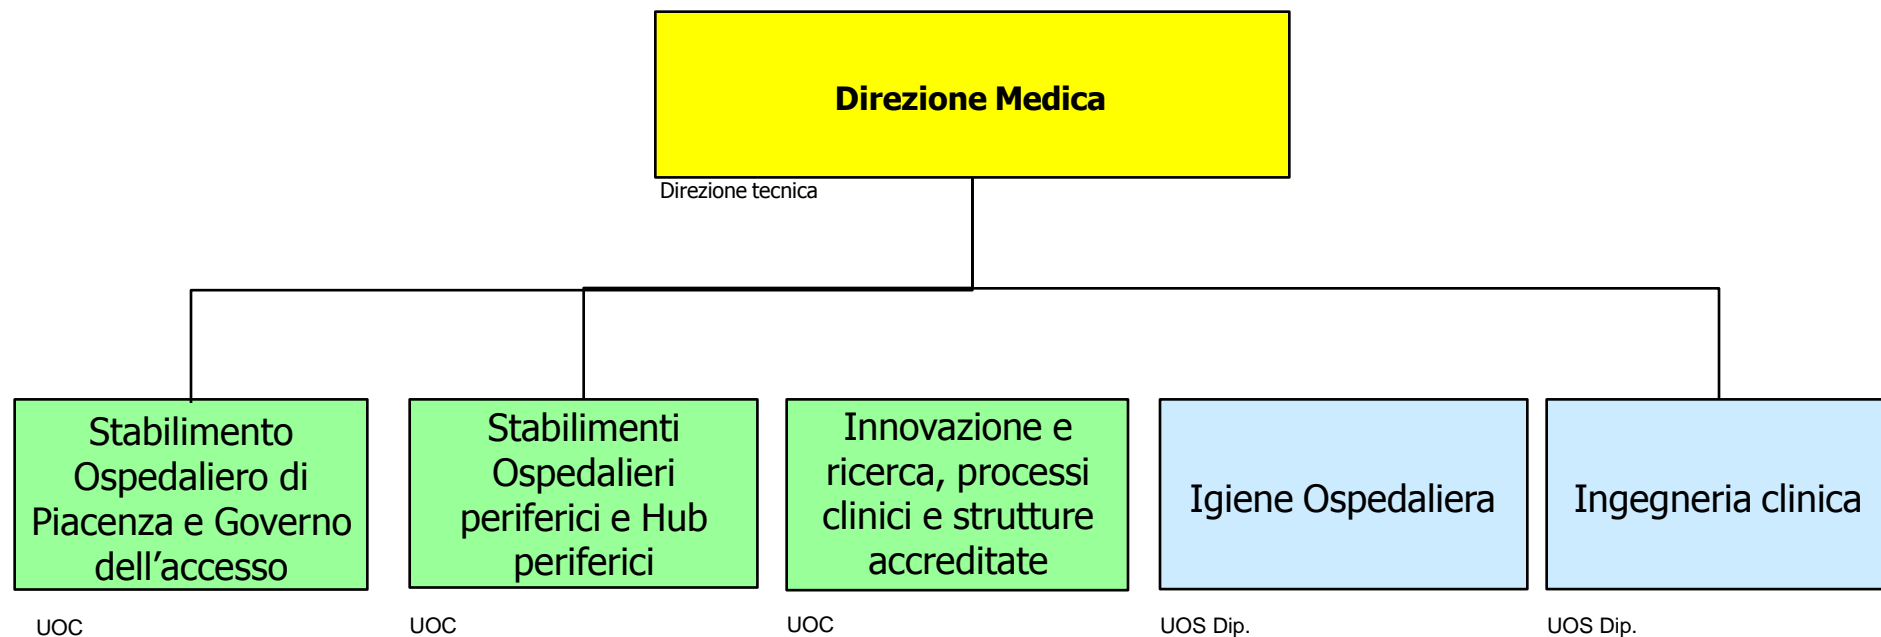 Direzione Medica
Direzione tecnica
Stabilimento
Ospedaliero di
Piacenza e Governo
dell’accesso
UOC
Stabilimenti
Ospedalieri
periferici e Hub
periferici
UOC
Innovazione e
ricerca, processi
clinici e strutture
accreditate
UOC
Igiene Ospedaliera
UOS Dip.
Ingegneria clinica
UOS Dip.